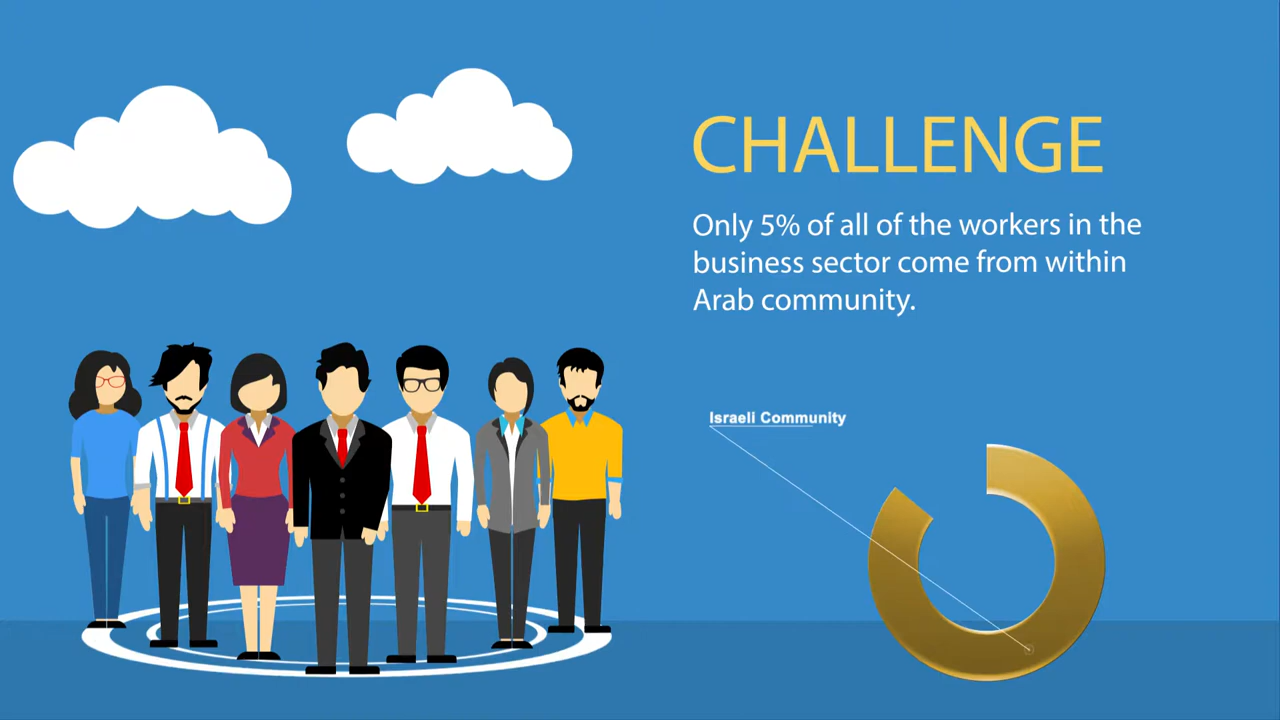 CHALLENGE
Only 5% of all of the workers in the
business sector come from within
Arab community.
Israeli Community